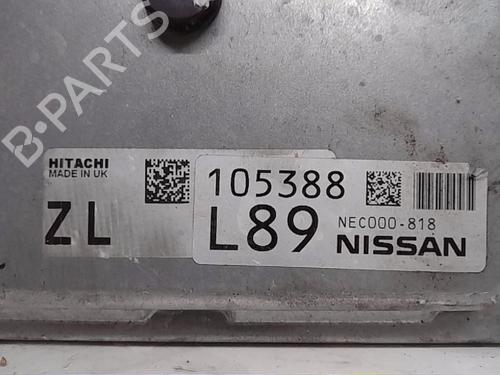 B-PARTS
HITACHI
MADE IN UK
ZL
105388
L89
NEC000-818
NISSAN